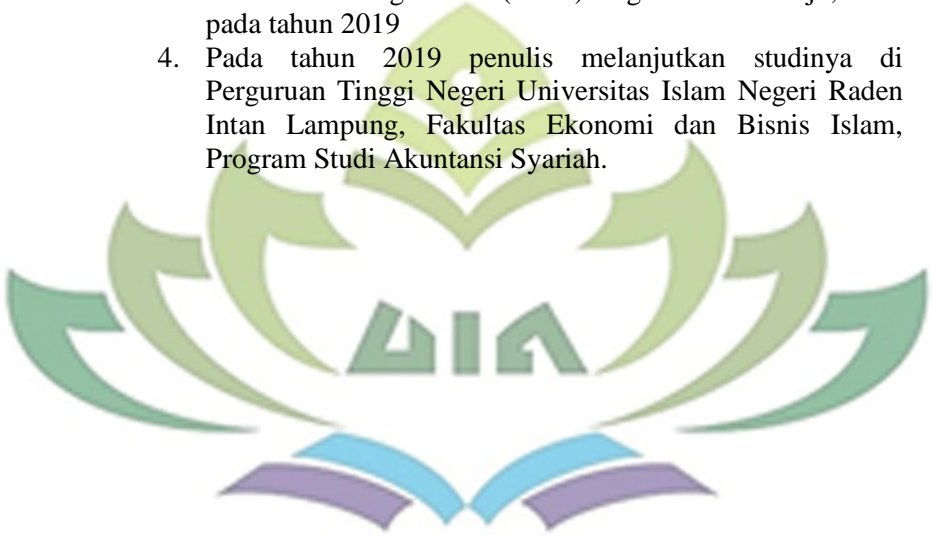 pada tahun 2019
4. Pada tahun 2019 penulis melanjutkan studinya di
Perguruan Tinggi Negeri Universitas Islam Negeri Raden
Intan Lampung, Fakultas Ekonomi dan Bisnis Islam,
Program Studi Akuntansi Syariah.
UIN